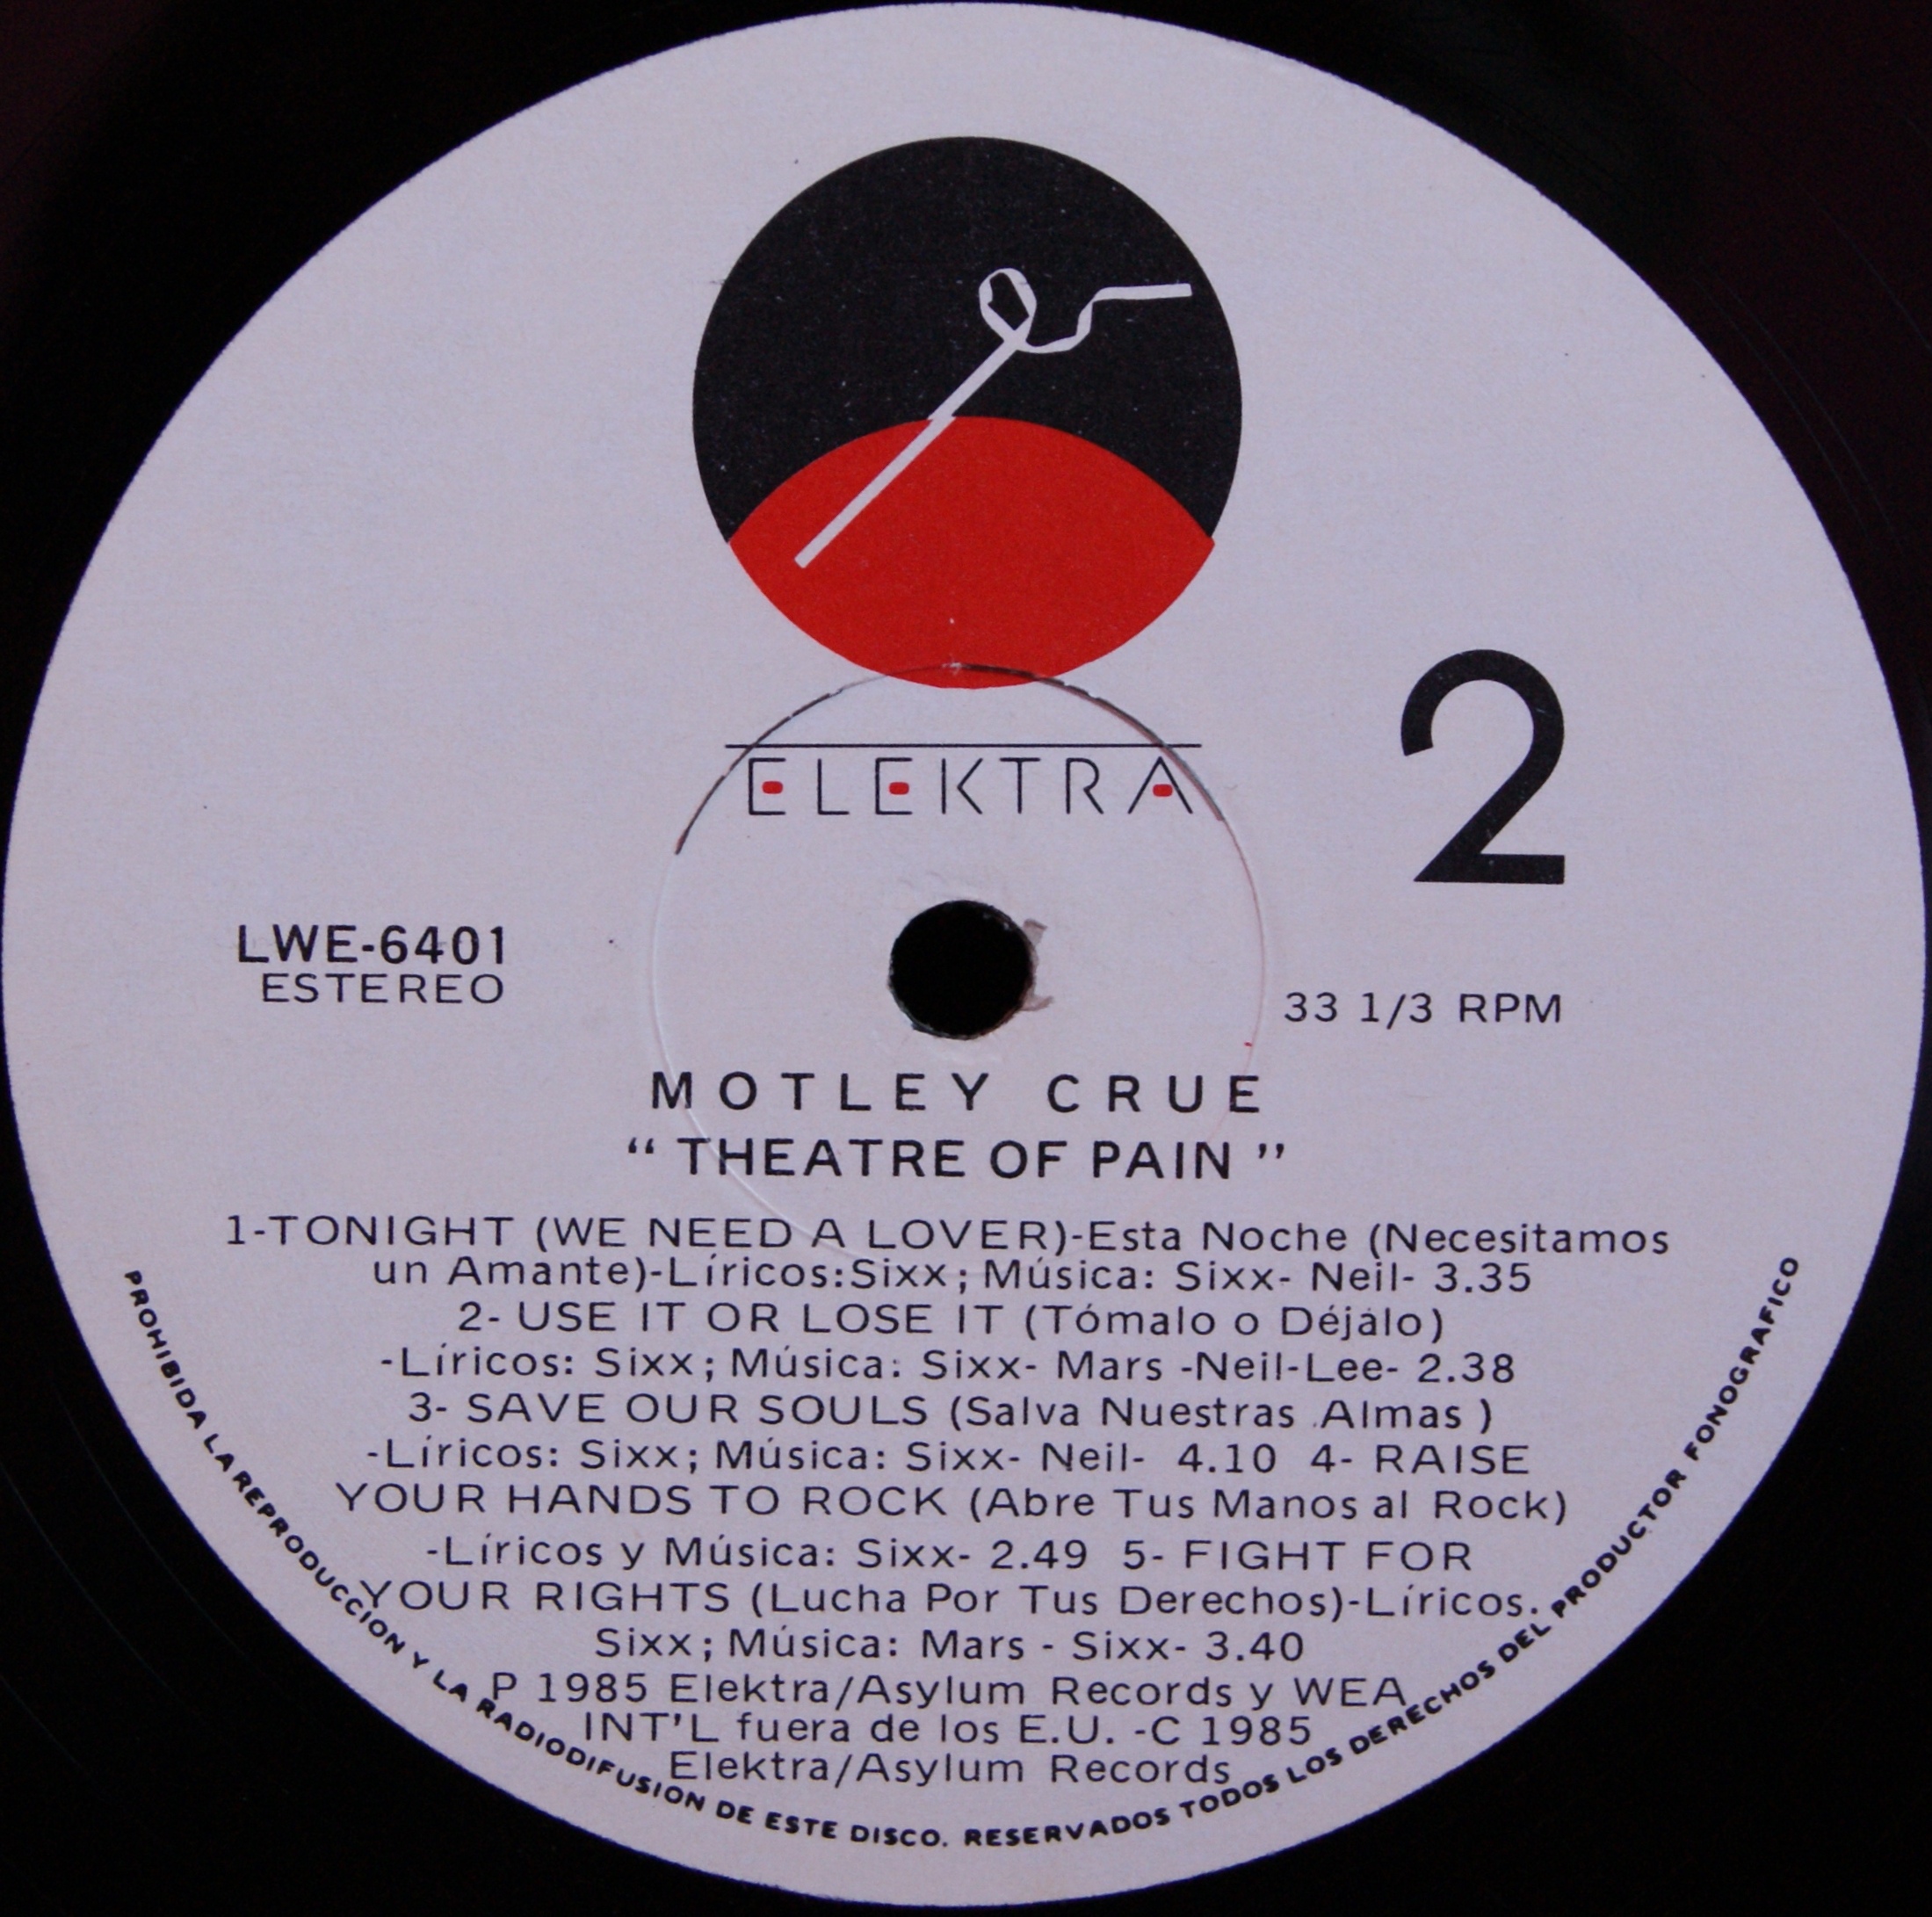 ELEKTRA
2
LWE-6401
ESTEREO
33 1/3 RPM
MOTLEY CRUE
“ THEATRE OF PAIN ”
1-TONIGHT (WE NEED A LOVER)-Esta Noche (Necesitamos
un Amante)-Líricos:Sixx; Música: Sixx- Neil- 3.35
2- USE IT OR LOSE IT (Tómalo o Déjálo)
-Líricos: Sixx; Música: Sixx- Mars -Neil-Lee- 2.38
3- SAVE OUR SOULS (Salva Nuestras Almas )
-Líricos: Sixx; Música: Sixx- Neil- 4.10 4- RAISE
YOUR HANDS TO ROCK (Abre Tus Manos al Rock)
-Líricos y Música: Sixx- 2.49 5- FIGHT FOR
YOUR RIGHTS (Lucha Por Tus Derechos)-Líricos.
Sixx; Música: Mars - Sixx- 3.40
P 1985 Elektra/Asylum Records y WEA
INT'L fuera de los E.U. -C 1985
Elektra/Asylum Records
PROHIBIDA LA REPRODUCCION Y LA RADIODIFUSION DE ESTE DISCO. RESERVADOS TODOS LOS DERECHOS DEL PRODUCTOR FONOGRAFICO